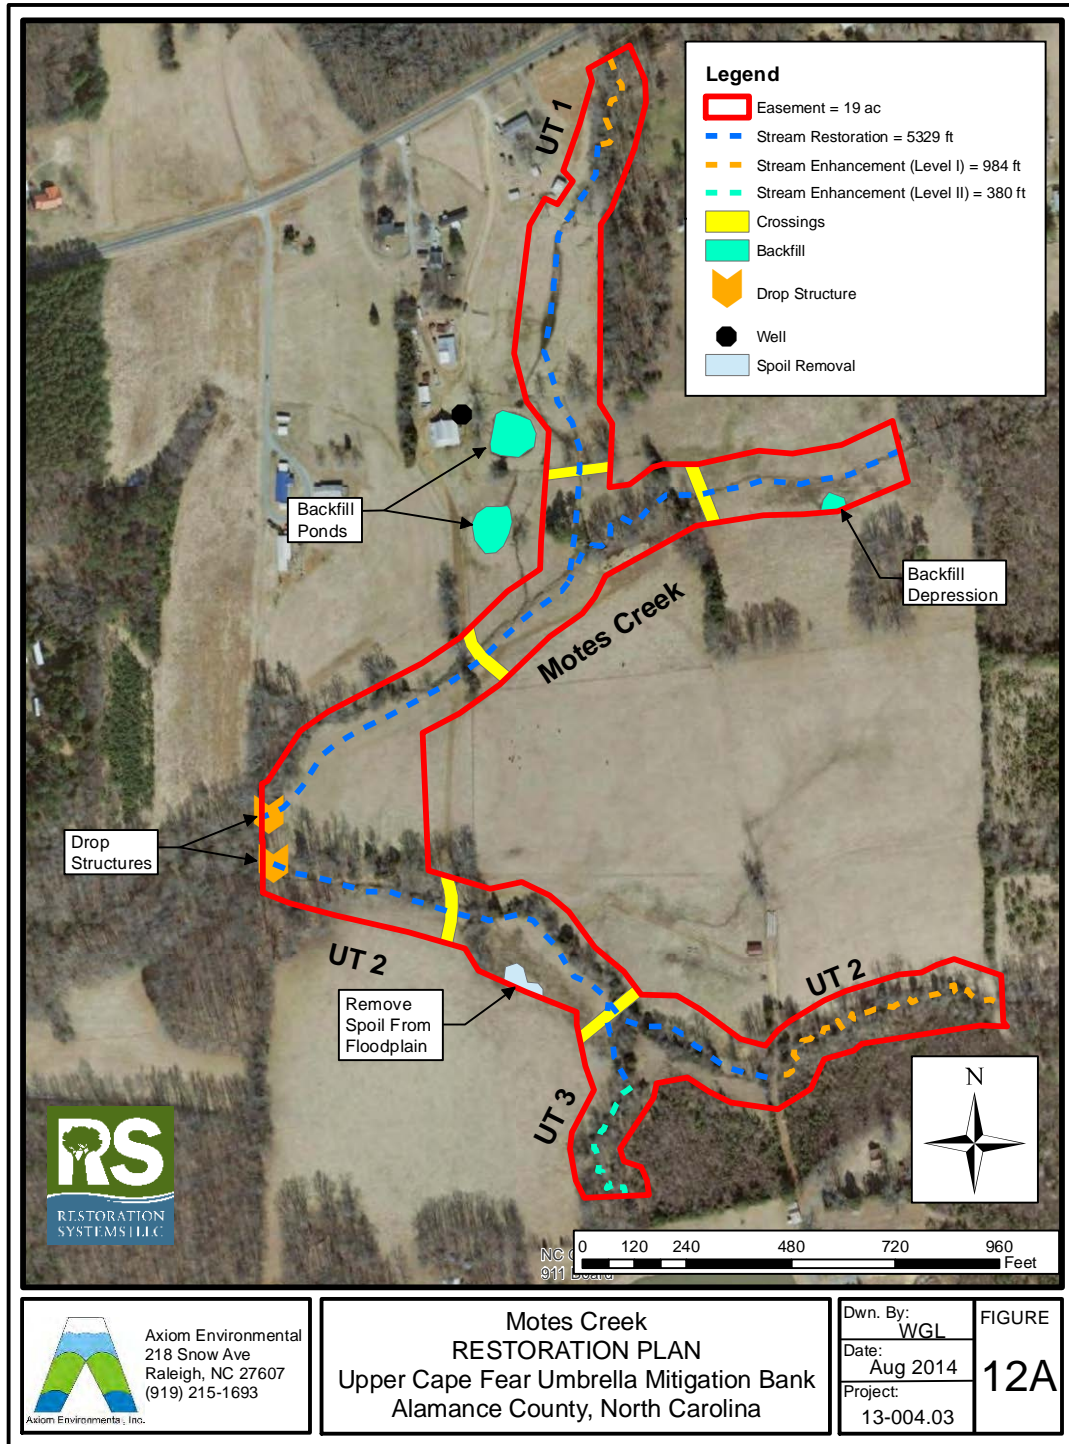 Legend
Easement = 19 ac
Stream Restoration = 5329 ft
Stream Enhancement (Level I) = 984 ft
Stream Enhancement (Level II) = 380 ft
Crossings
Backfill
Drop Structure
Well
Spoil Removal
UT 1
Backfill
Ponds
Backfill
Depression
Motes Creek
Drop
Structures
UT 2
UT 2
Remove
Spoil From
Floodplain
UT 3
N
RS
RESTORATION
SYSTEMS | LLC
0 120 240 480 720 960
Feet
NC
911 Board
Axiom Environmental, Inc.
Axiom Environmental
218 Snow Ave
Raleigh, NC 27607
(919) 215-1693
Motes Creek
RESTORATION PLAN
Upper Cape Fear Umbrella Mitigation Bank
Alamance County, North Carolina
Dwn. By:
WGL
Date:
Aug 2014
Project:
13-004.03
FIGURE
12A